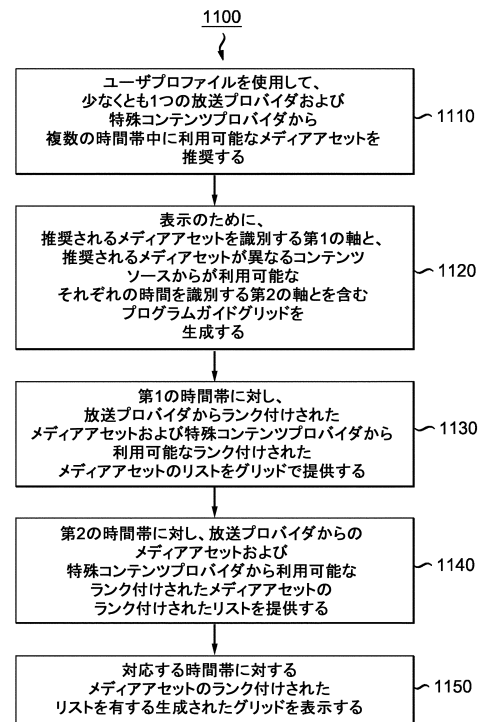 1100
ユーザプロファイルを使用して、
少なくとも1つの放送プロバイダおよび
特殊コンテンツプロバイダから
複数の時間帯中に利用可能なメディアアセットを
推奨する
1110
表示のために、
推奨されるメディアアセットを識別する第1の軸と、
推奨されるメディアセットが異なるコンテンツ
ソースからが利用可能な
それぞれの時間を識別する第2の軸とを含む
プログラムガイドグリッドを
生成する
1120
第1の時間帯に対し、
放送プロバイダからランク付けされた
メディアアセットおよび特殊コンテンツプロバイダから
利用可能なランク付けされた
メディアアセットのリストをグリッドで提供する
1130
第2の時間帯に対し、放送プロバイダからの
メディアアセットおよび
特殊コンテンツプロバイダから利用可能な
ランク付けされたメディアアセットの
ランク付けされたリストを提供する
1140
対応する時間帯に対する
メディアアセットのランク付けされた
リストを有する生成されたグリッドを表示する
1150